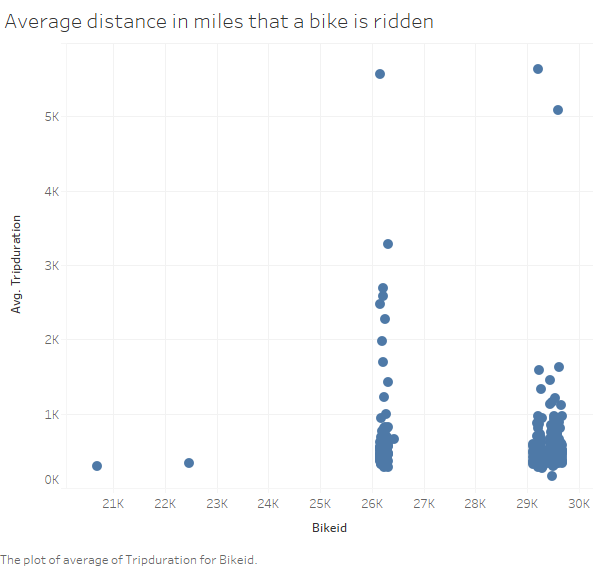 Average distance in miles that a bike is ridden
5K
4K
3K
2K
1K
0K
Avg. Tripduration
21K 22K 23K 24K 25K 26K 27K 28K 29K 30K
Bikeid
The plot of average of Tripduration for Bikeid.